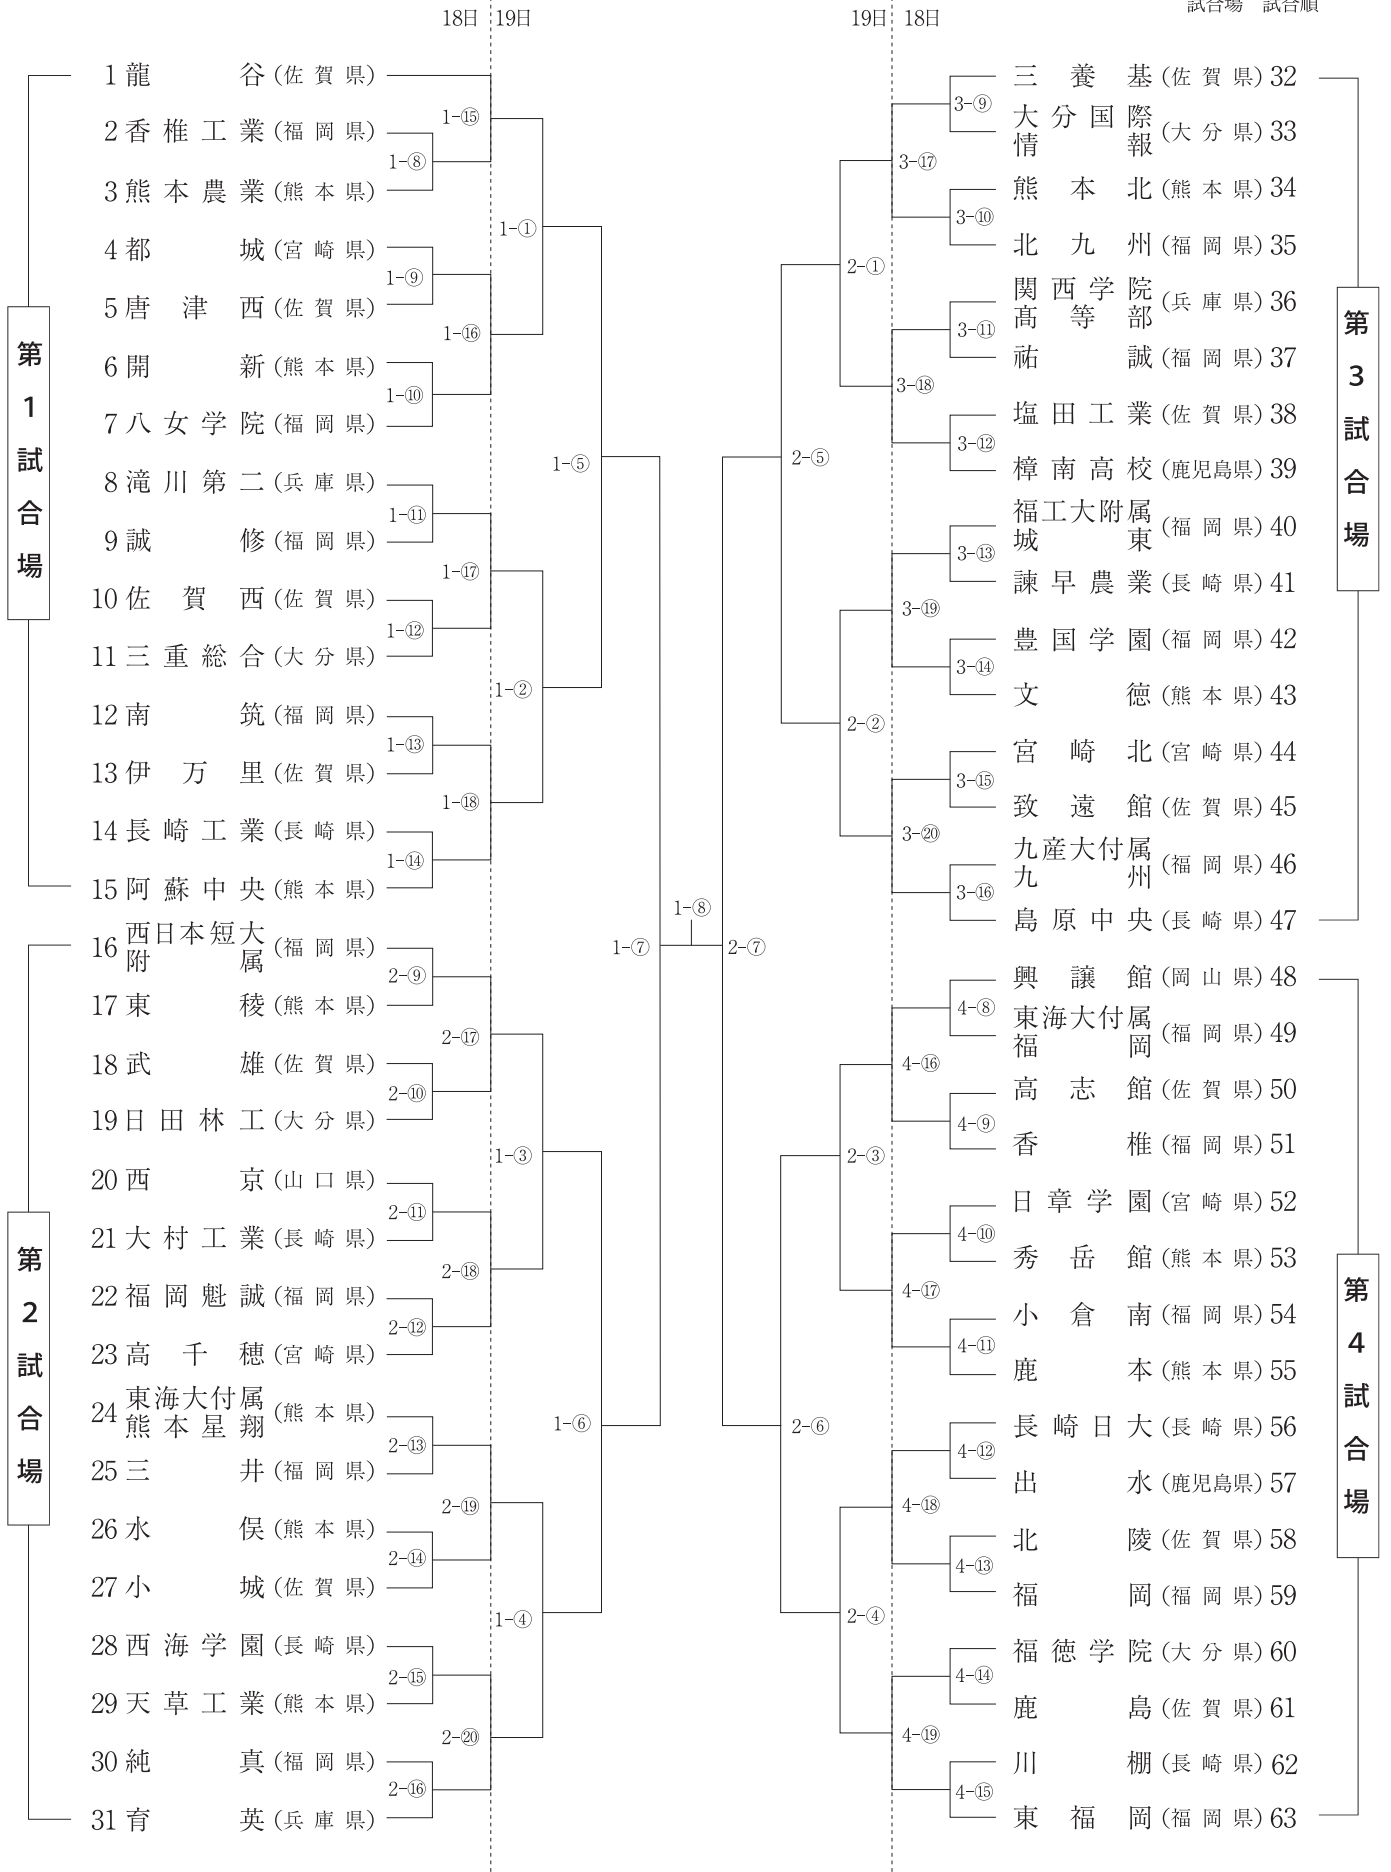 試合場 試合順
18日 19日
19日 18日
第1試合場
1 龍谷 (佐賀県)
2 香椎工業 (福岡県)
3 熊本農業 (熊本県)
4 都城 (宮崎県)
5 唐津西 (佐賀県)
6 開新 (熊本県)
7 八女学院 (福岡県)
8 滝川第二 (兵庫県)
9 誠修 (福岡県)
10 佐賀西 (佐賀県)
11 三重総合 (大分県)
12 南筑 (福岡県)
13 伊万里 (佐賀県)
14 長崎工業 (長崎県)
15 阿蘇中央 (熊本県)
第2試合場
16 西日本短大附属 (福岡県)
17 東稜 (熊本県)
18 武雄 (佐賀県)
19 日田林工 (大分県)
20 西京 (山口県)
21 大村工業 (長崎県)
22 福岡魁誠 (福岡県)
23 高千穂 (宮崎県)
24 東海大付属熊本星翔 (熊本県)
25 三井 (福岡県)
26 水俣 (熊本県)
27 小城 (佐賀県)
28 西海学園 (長崎県)
29 天草工業 (熊本県)
30 純真 (福岡県)
31 育英 (兵庫県)
1-⑮
1-⑧
1-①
1-⑨
1-⑯
1-⑩
1-⑤
1-⑪
1-⑰
1-⑫
1-②
1-⑬
1-⑱
1-⑭
1-⑧
1-⑦
2-⑦
2-⑨
2-⑰
2-⑩
1-③
2-⑪
2-⑱
2-⑫
1-⑥
2-⑬
2-⑲
2-⑭
1-④
2-⑮
2-⑳
2-⑯
3-⑨
3-⑰
3-⑩
2-①
3-⑪
3-⑱
3-⑫
2-⑤
3-⑬
3-⑲
3-⑭
2-②
3-⑮
3-⑳
3-⑯
4-⑧
4-⑯
4-⑨
2-③
4-⑩
4-⑰
4-⑪
2-⑥
4-⑫
4-⑱
4-⑬
2-④
4-⑭
4-⑲
4-⑮
第3試合場
三養基 (佐賀県) 32
大分国際情報 (大分県) 33
熊本北 (熊本県) 34
北九州 (福岡県) 35
関西学院髙等部 (兵庫県) 36
祐誠 (福岡県) 37
塩田工業 (佐賀県) 38
樟南高校 (鹿児島県) 39
福工大附属城東 (福岡県) 40
諫早農業 (長崎県) 41
豊国学園 (福岡県) 42
文徳 (熊本県) 43
宮崎北 (宮崎県) 44
致遠館 (佐賀県) 45
九産大付属九州 (福岡県) 46
島原中央 (長崎県) 47
第4試合場
興譲館 (岡山県) 48
東海大付属福岡 (福岡県) 49
高志館 (佐賀県) 50
香椎 (福岡県) 51
日章学園 (宮崎県) 52
秀岳館 (熊本県) 53
小倉南 (福岡県) 54
鹿本 (熊本県) 55
長崎日大 (長崎県) 56
出水 (鹿児島県) 57
北陵 (佐賀県) 58
福岡 (福岡県) 59
福徳学院 (大分県) 60
鹿島 (佐賀県) 61
川棚 (長崎県) 62
東福岡 (福岡県) 63